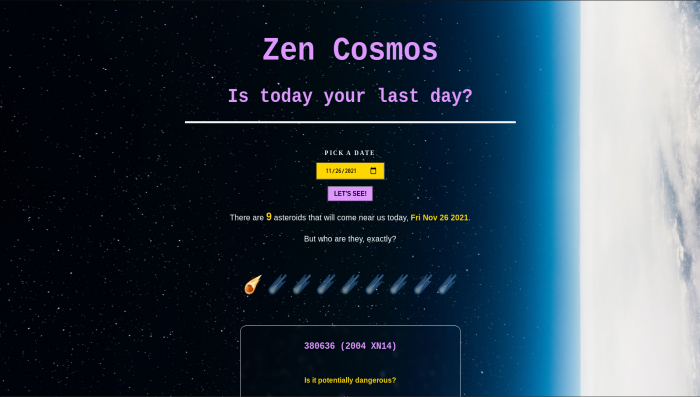 Zen Cosmos
Is today your last day?
PICK A DATE
11/26/2021
LET'S SEE!
There are 9 asteroids that will come near us today, Fri Nov 26 2021.
But who are they, exactly?
380636 (2004 XN14)
Is it potentially dangerous?